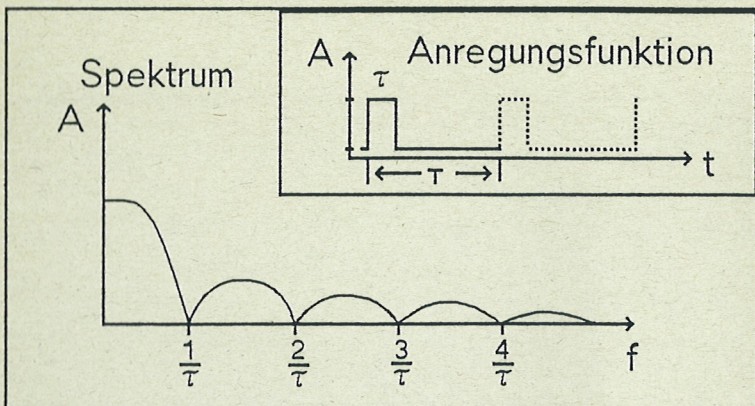 Spektrum
A
A Anregungsfunktion
τ
T
t
1/τ 2/τ 3/τ 4/τ f